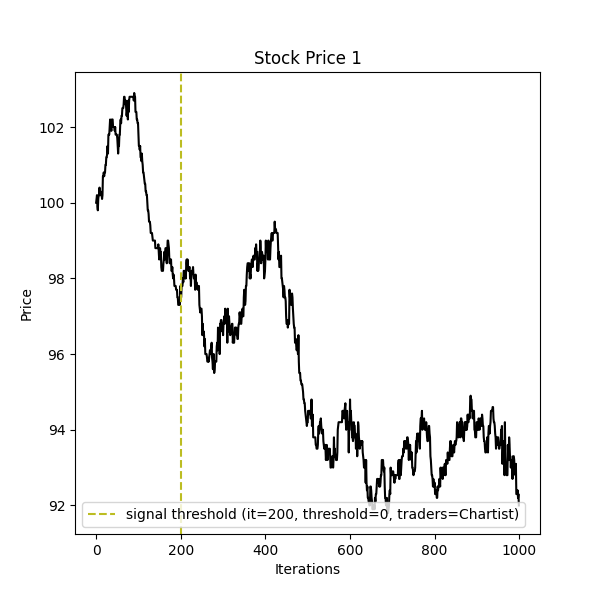 Stock Price 1
102
100
98
96
94
92
Price
signal threshold (it=200, threshold=0, traders=Chartist)
0 200 400 600 800 1000
Iterations